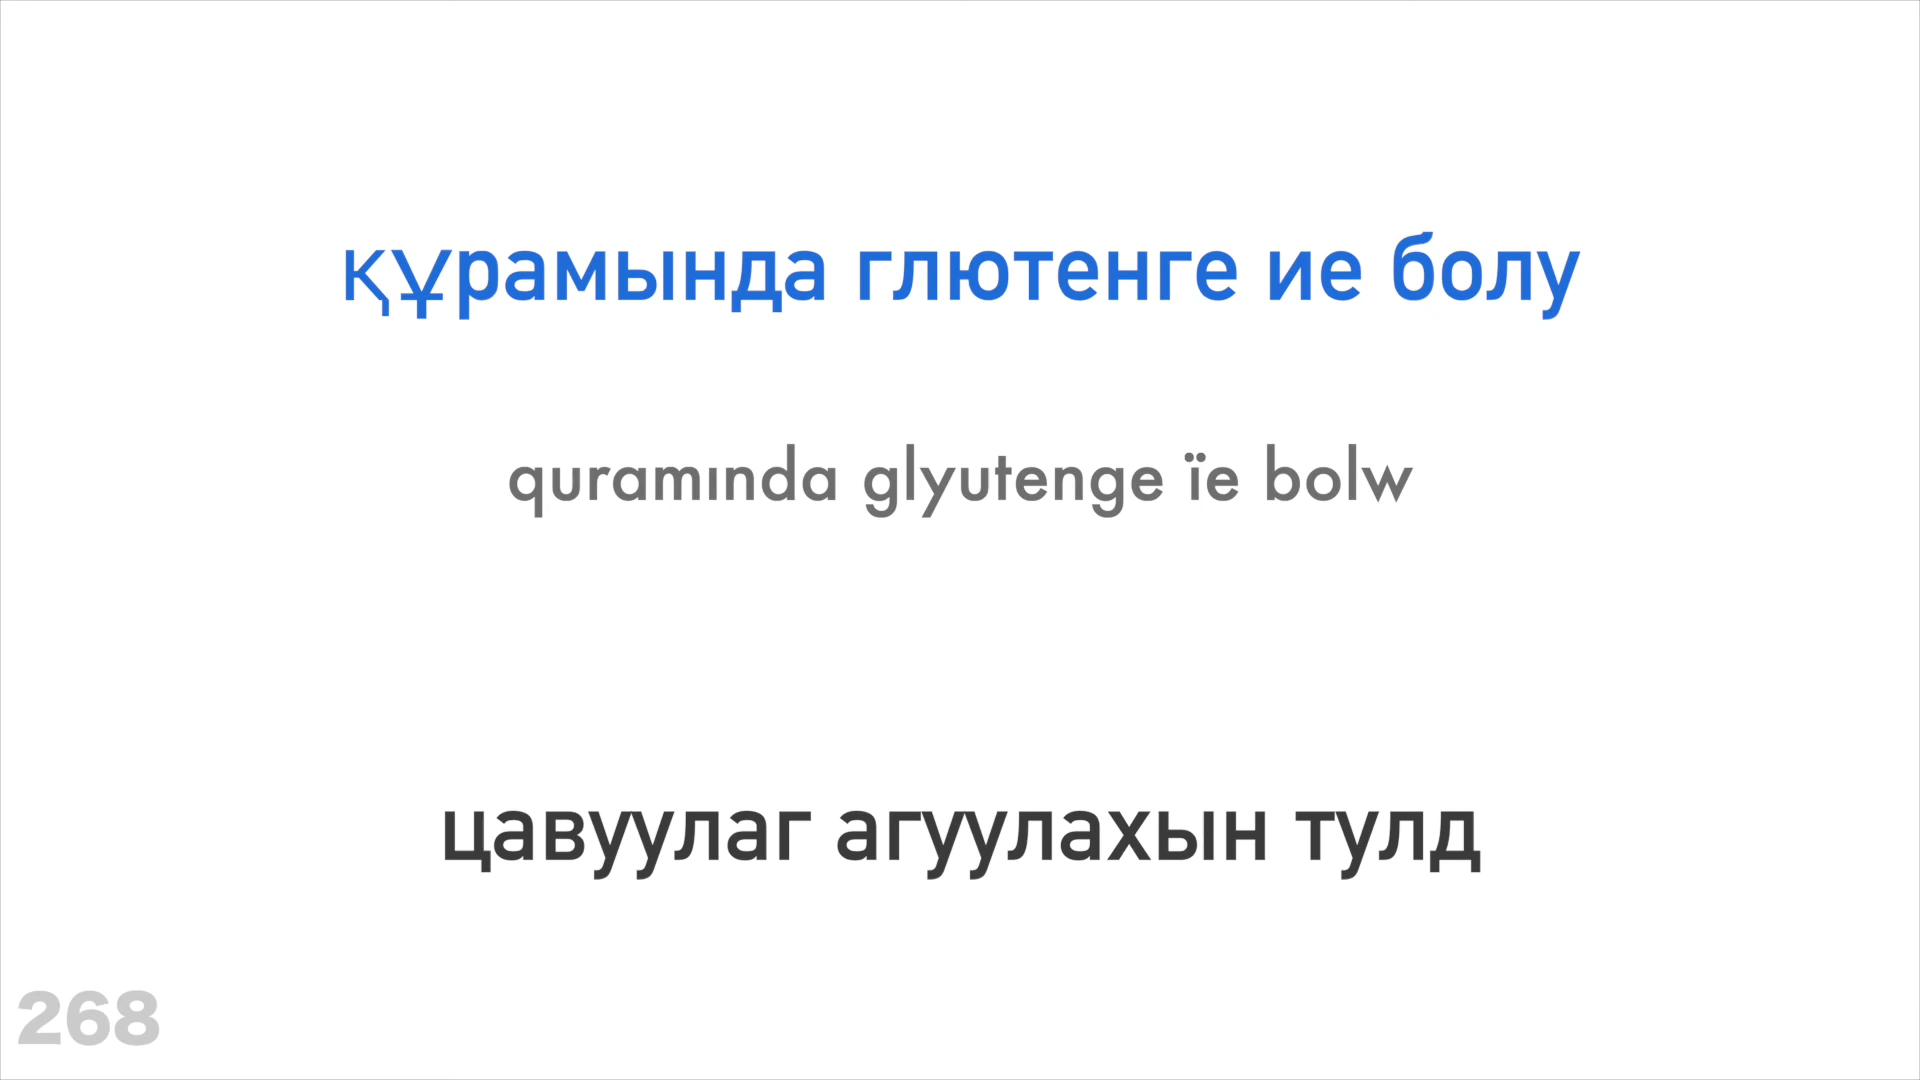 құрамында глютенге ие болу
quramında glyutenge ïe bolw
цавуулаг агуулахын тулд
268